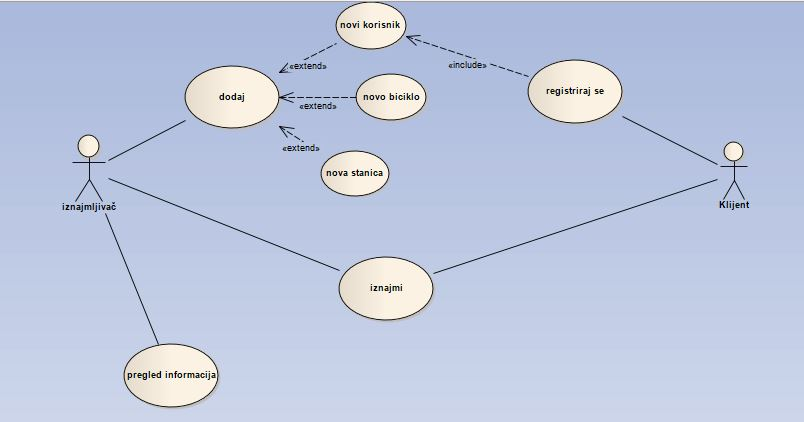 novi korisnik
«extend»
«include»
dodaj
«extend»
novo biciklo
registriraj se
«extend»
nova stanica
iznajmljivač
Klijent
iznajmi
pregled informacija